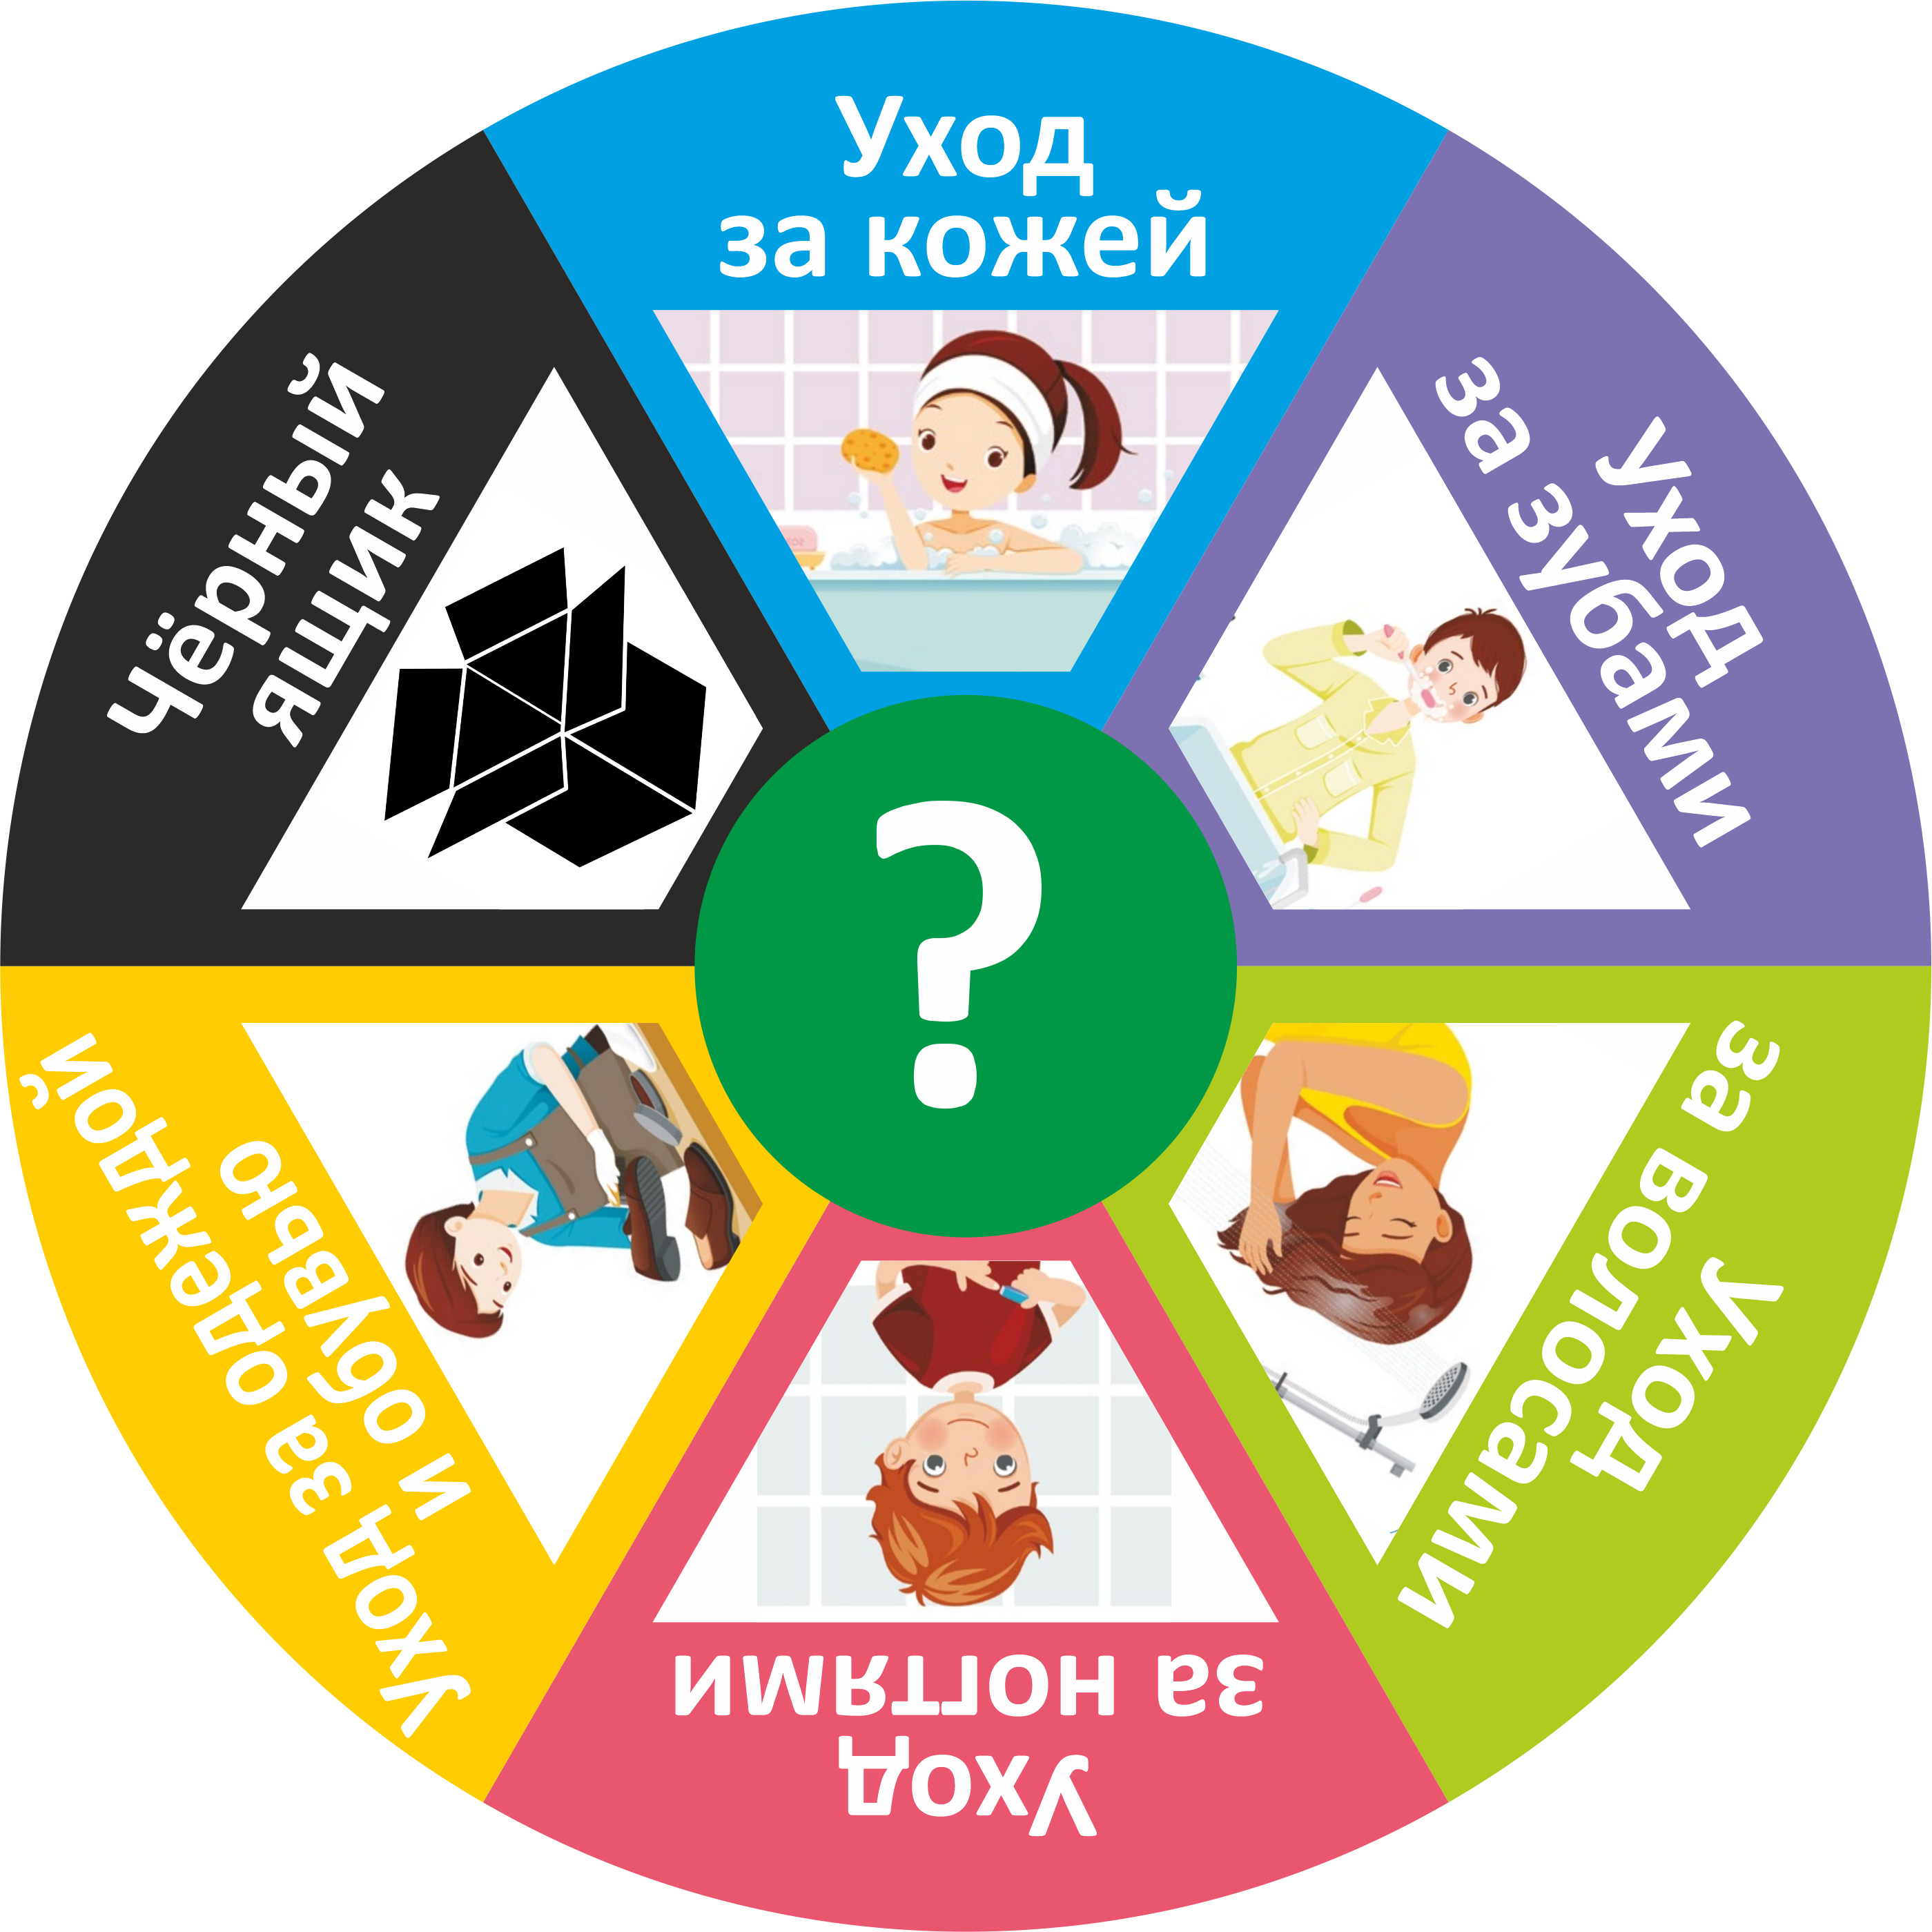 Уход
за кожей
Уход
за зубами
Уход
за волосами
Уход
за ногтями
Уход за одеждой
и обувью
Чёрный
ящик
?